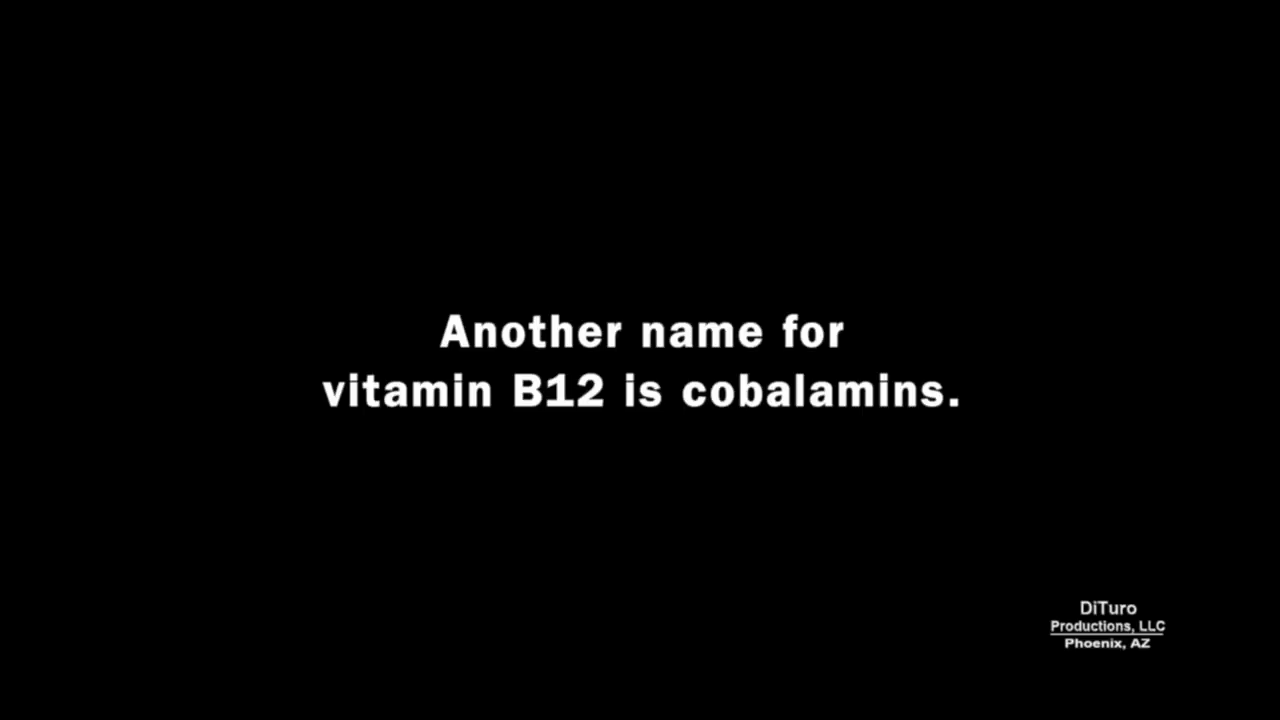 Another name for
vitamin B12 is cobalamins.
DiTuro
Productions, LLC
Phoenix, AZ